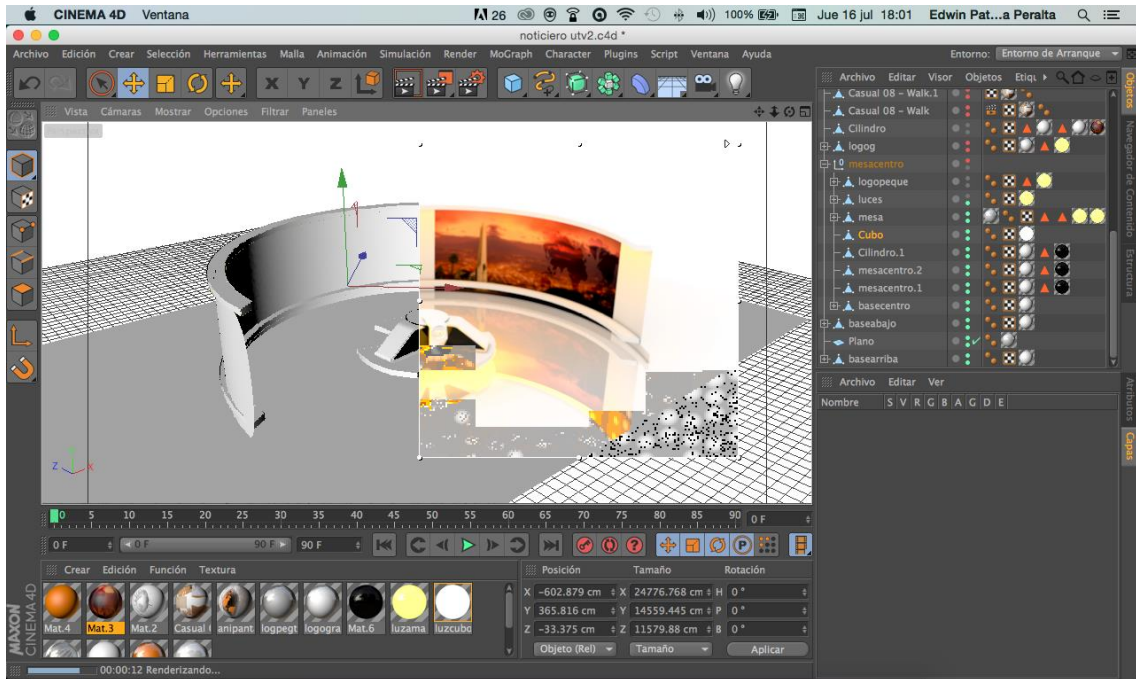 CINEMA 4D Ventana 26 100% Jue 16 jul 18:01 Edwin Pat...a Peralta
noticiero utv2.c4d *
Archivo Edición Crear Selección Herramientas Malla Animación Simulación Render MoGraph Character Plugins Script Ventana Ayuda Entorno: Entorno de Arranque
X Y Z
Vista Cámaras Mostrar Opciones Filtrar Paneles
Archivo Editar Visor Objetos Etiqu
Casual 08 - Walk.1
Casual 08 - Walk
Cilindro
logog
mesacentro
logopeque
luces
mesa
Cubo
CIlindro.1
mesacentro.2
mesacentro.1
basecentro
baseabajo
Plano
basearriba
Objetos
Navegador de Contenido
Estructura
Archivo Editar Ver
Nombre S V R G B A G D E
Atributos
Capas
Z X
0 5 10 15 20 25 30 35 40 45 50 55 60 65 70 75 80 85 90 0 F
0 F 0 F 90 F 90 F
Crear Edición Función Textura
Mat.4 Mat.3 Mat.2 Casual anipant logpegt logogra Mat.6 luzama luzcubo
Posición Tamaño Rotación
X -602.879 cm X 24776.768 cm H 0 °
Y 365.816 cm Y 14559.445 cm P 0 °
Z -33.375 cm Z 11579.88 cm B 0 °
Objeto (Rel) Tamaño Aplicar
MAXON
CINEMA 4D
00:00:12 Renderizando...